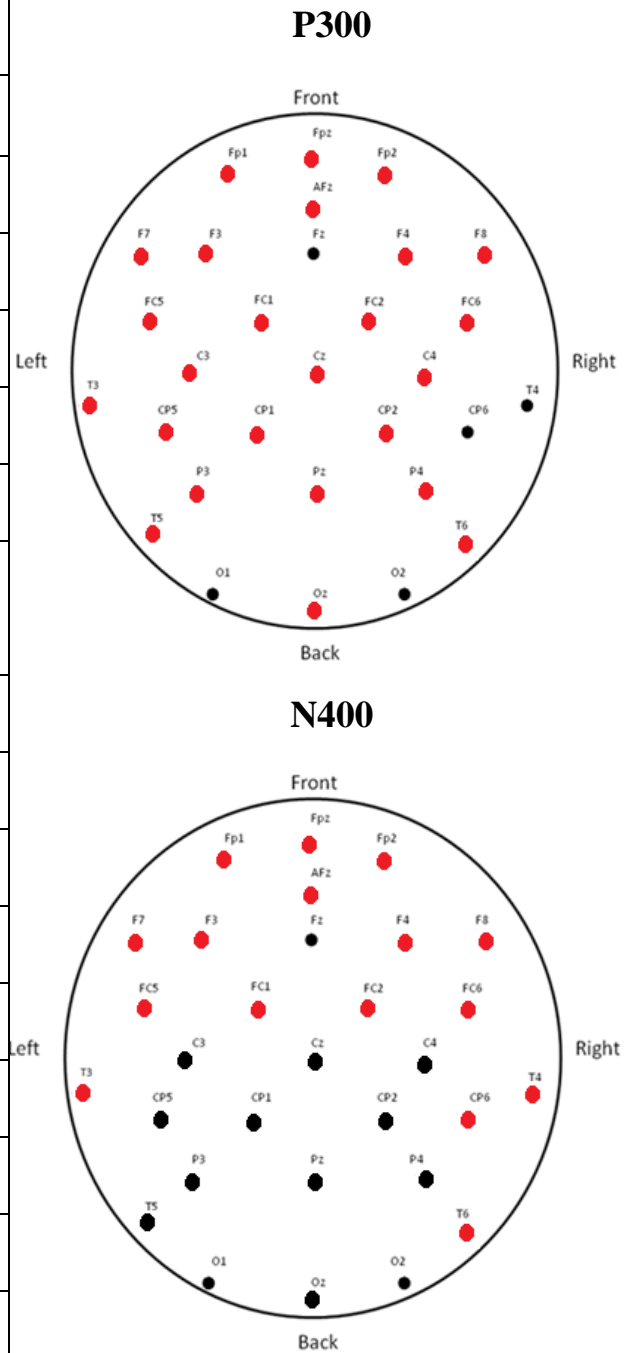 P300
Front
Fpz
Fp1 Fp2
AFz
F7 F3 Fz F4 F8
FC5 FC1 FC2 FC6
C3 Cz C4
Left Right
T3 T4
CP5 CP1 CP2 CP6
P3 Pz P4
T5 T6
O1 O2
Oz
Back
N400
Front
Fpz
Fp1 Fp2
AFz
F7 F3 Fz F4 F8
FC5 FC1 FC2 FC6
C3 Cz C4
Left Right
T3 T4
CP5 CP1 CP2 CP6
P3 Pz P4
T5 T6
O1 O2
Oz
Back